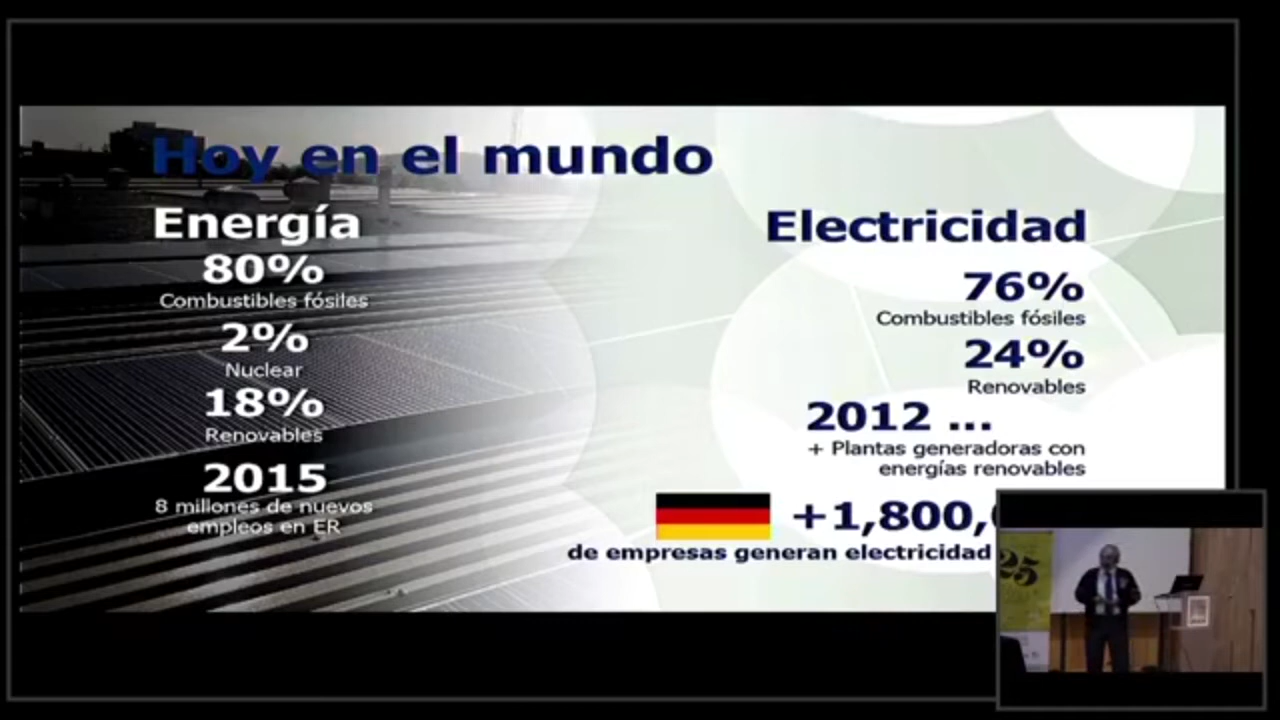 Hoy en el mundo
Energía
80%
Combustibles fósiles
2%
Nuclear
18%
Renovables
2015
8 millones de nuevos
empleos en ER
Electricidad
76%
Combustibles fósiles
24%
Renovables
2012 ...
+ Plantas generadoras con
energías renovables
+1,800,
de empresas generan electricidad
25